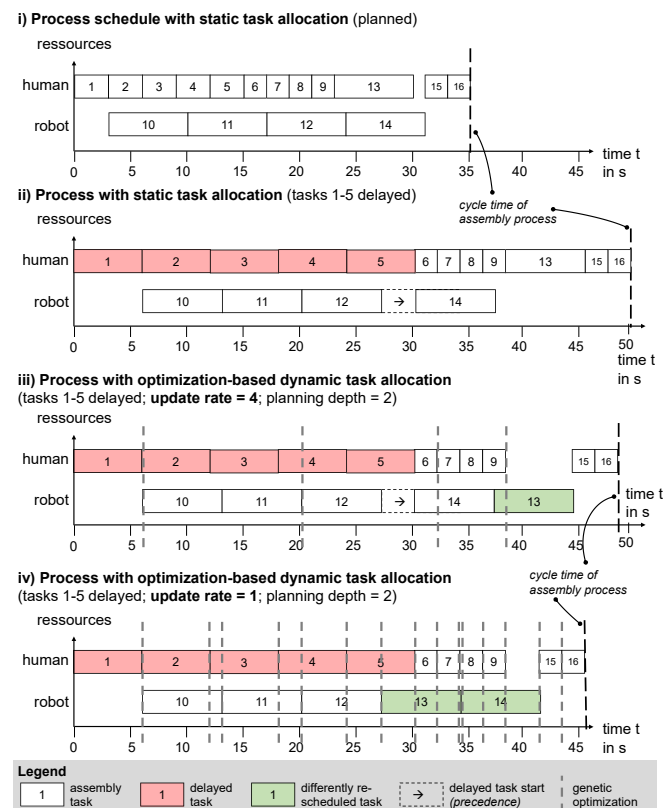 i) Process schedule with static task allocation (planned)
ressources
human 1 2 3 4 5 6 7 8 9 13 15 16
robot 10 11 12 14
0 5 10 15 20 25 30 35 40 45
time t
in s
ii) Process with static task allocation (tasks 1-5 delayed)
cycle time of
assembly process
ressources
human 1 2 3 4 5 6 7 8 9 13 15 16
robot 10 11 12 → 14
0 5 10 15 20 25 30 35 40 45 50
time t
in s
iii) Process with optimization-based dynamic task allocation
(tasks 1-5 delayed; update rate = 4; planning depth = 2)
ressources
human 1 2 3 4 5 6 7 8 9 15 16
robot 10 11 12 → 14 13
time t
in s
0 5 10 15 20 25 30 35 40 45 50
iv) Process with optimization-based dynamic task allocation
(tasks 1-5 delayed; update rate = 1; planning depth = 2)
cycle time of
assembly process
ressources
human 1 2 3 4 5 6 7 8 9 15 16
robot 10 11 12 13 14
0 5 10 15 20 25 30 35 40 45
time t
in s
Legend
1 assembly task
1 delayed task
1 differently re-scheduled task
→ delayed task start (precedence)
genetic optimization